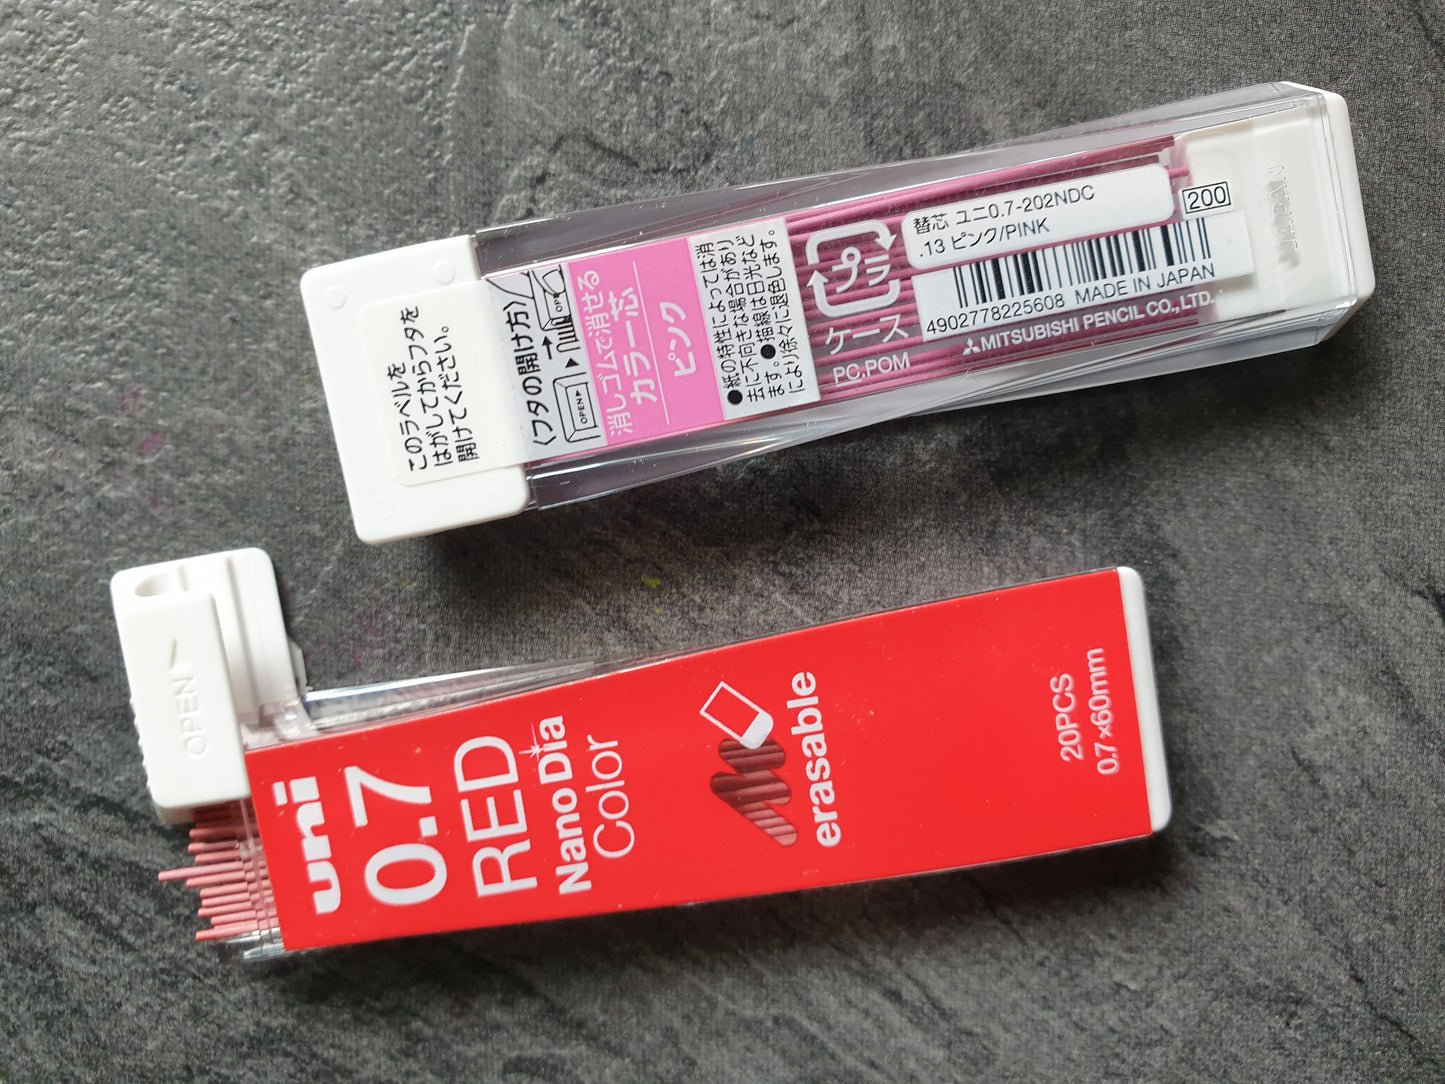 このラベルを
はがしてからフタを
開けてください。
〈フタの開け方〉
OPEN
OPEN
消しゴムで消せる
カラー芯
ピンク
●紙の特性によっては消
去に不向きな場合があり
ます。●描線は日光など
により徐々に退色します。
プラ
ケース
PC.POM
替芯 ユニ0.7-202NDC
.13 ピンク/PINK
200
4902778225608 MADE IN JAPAN
MITSUBISHI PENCIL CO., LTD.
JAPAN
OPEN
uni
0.7
RED
NanoDia
Color
erasable
20PCS
0.7×60mm